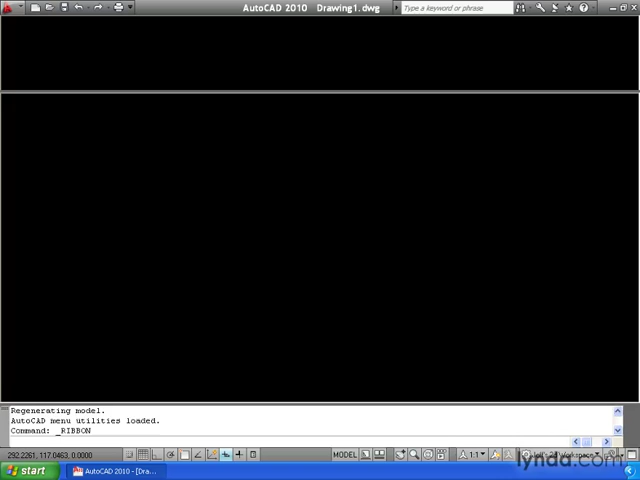 AutoCAD 2010 Drawing1.dwg
Type a keyword or phrase
Regenerating model.
AutoCAD menu utilities loaded.
Command: _RIBBON
292.2261, 117.0463, 0.0000
MODEL
1:1
Workspace
lynda.com
start
AutoCAD 2010 - [Dra...